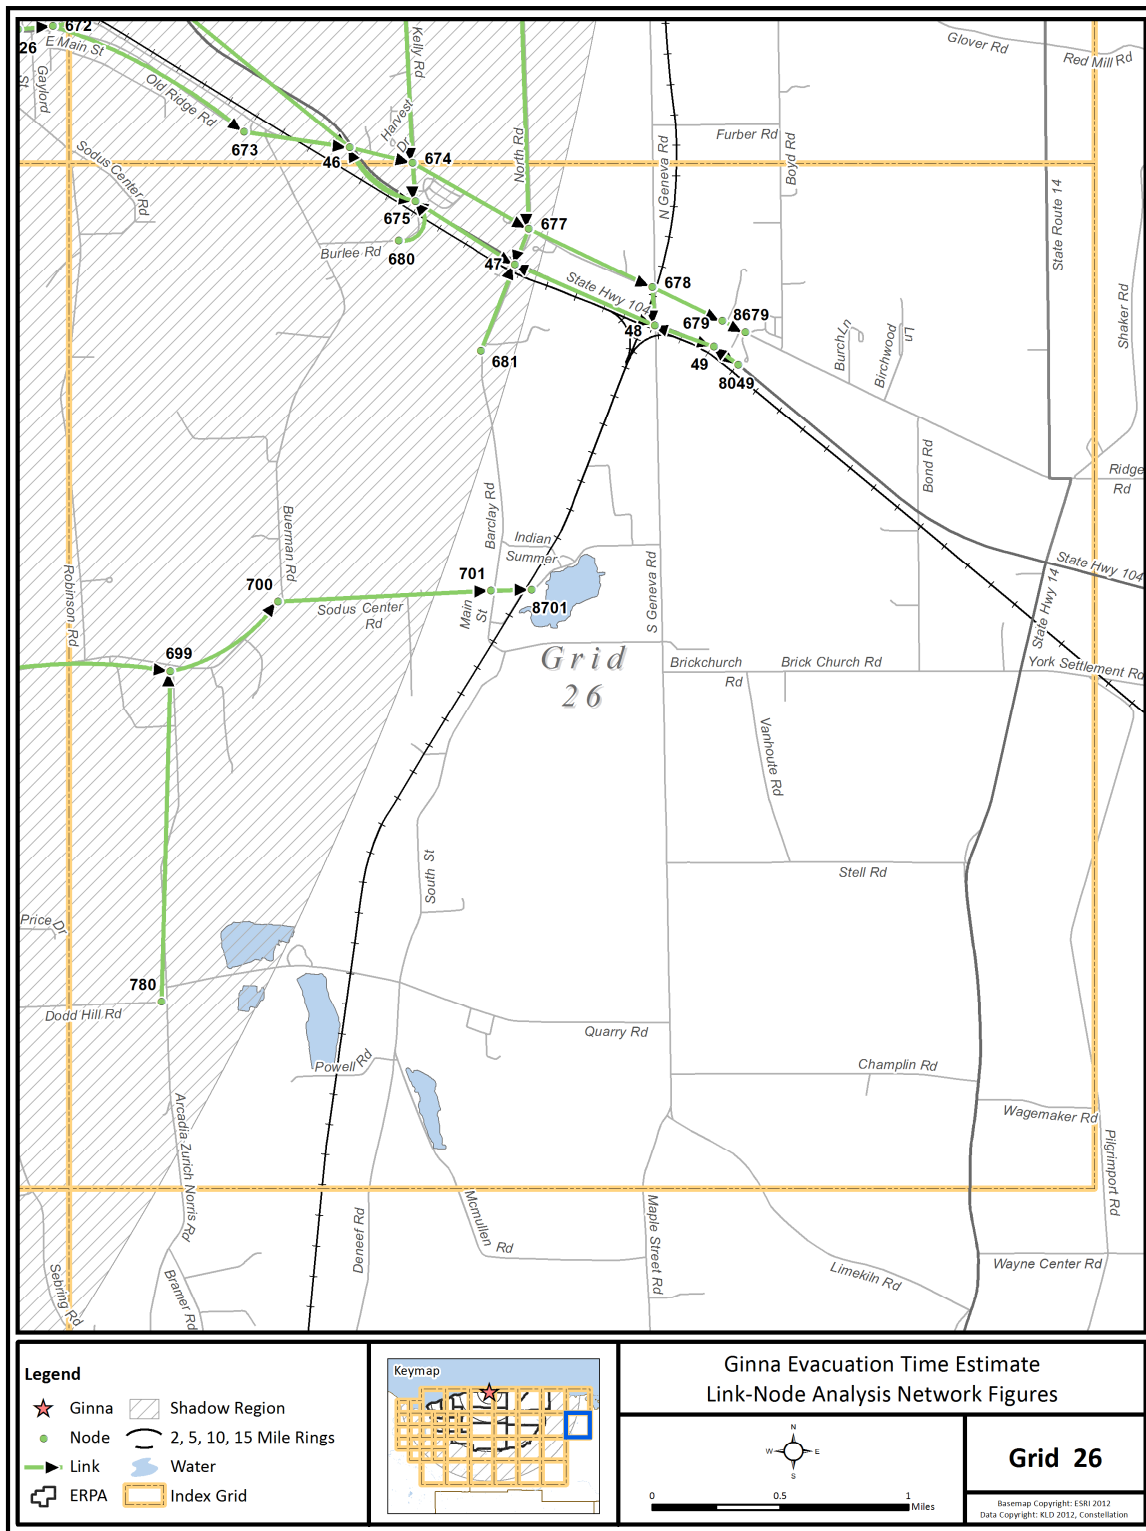 672
26
E Main St
Gaylord
St
Old Ridge Rd
673
Sodus Center Rd
46
Harvest
Dr
Kelly Rd
674
675
680
Burlee Rd
North Rd
677
47
State Hwy 104
678
48
679
8679
49
8049
681
N Geneva Rd
Furber Rd
Boyd Rd
Glover Rd
Red Mill Rd
State Route 14
Shaker Rd
Burch Ln
Birchwood
Ln
Bond Rd
Ridge
Rd
State Hwy 104
State Hwy 14
York Settlement Rd
Robinson Rd
Buerman Rd
Barclay Rd
Indian
Summer
700
Sodus Center
Rd
701
Main
St
8701
S Geneva Rd
699
Grid
26
Brickchurch
Rd
Brick Church Rd
Vanhoute Rd
Stell Rd
South St
Price Dr
780
Dodd Hill Rd
Quarry Rd
Powell Rd
Champlin Rd
Wagemaker Rd
Pilgrimport Rd
Arcadia Zurich Norris Rd
Deneef Rd
Mcmullen
Rd
Maple Street Rd
Limekiln Rd
Wayne Center Rd
Sebring Rd
Bramer Rd
Legend
Ginna
Shadow Region
Node
2, 5, 10, 15 Mile Rings
Link
Water
ERPA
Index Grid
Keymap
Ginna Evacuation Time Estimate
Link-Node Analysis Network Figures
N
W
E
S
0
0.5
1
Miles
Grid 26
Basemap Copyright: ESRI 2012
Data Copyright: KLD 2012, Constellation